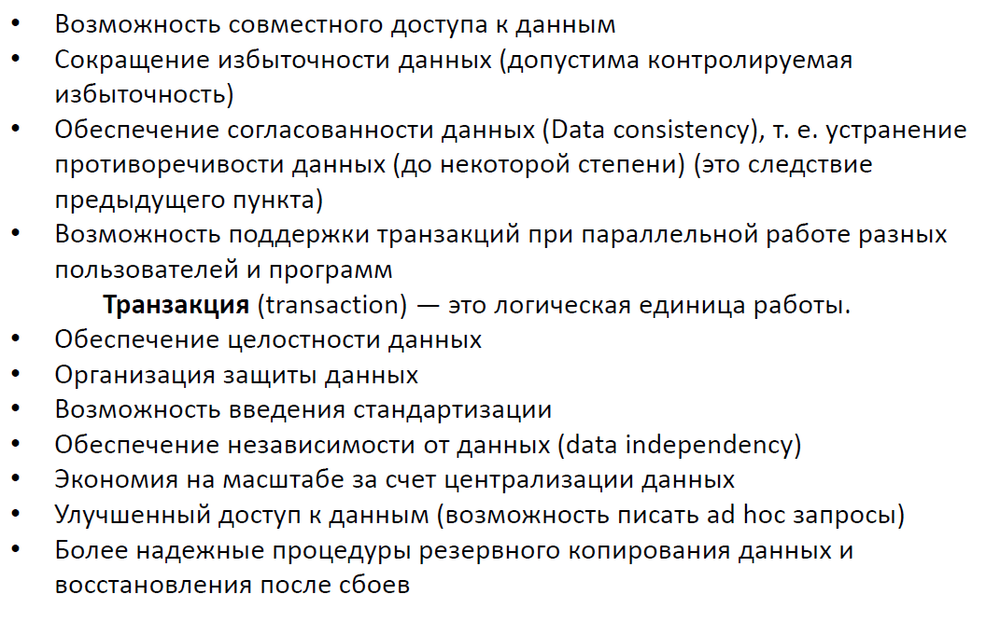 • Возможность совместного доступа к данным
• Сокращение избыточности данных (допустима контролируемая
избыточность)
• Обеспечение согласованности данных (Data consistency), т. е. устранение
противоречивости данных (до некоторой степени) (это следствие
предыдущего пункта)
• Возможность поддержки транзакций при параллельной работе разных
пользователей и программ
Транзакция (transaction) — это логическая единица работы.
• Обеспечение целостности данных
• Организация защиты данных
• Возможность введения стандартизации
• Обеспечение независимости от данных (data independency)
• Экономия на масштабе за счет централизации данных
• Улучшенный доступ к данным (возможность писать ad hoc запросы)
• Более надежные процедуры резервного копирования данных и
восстановления после сбоев